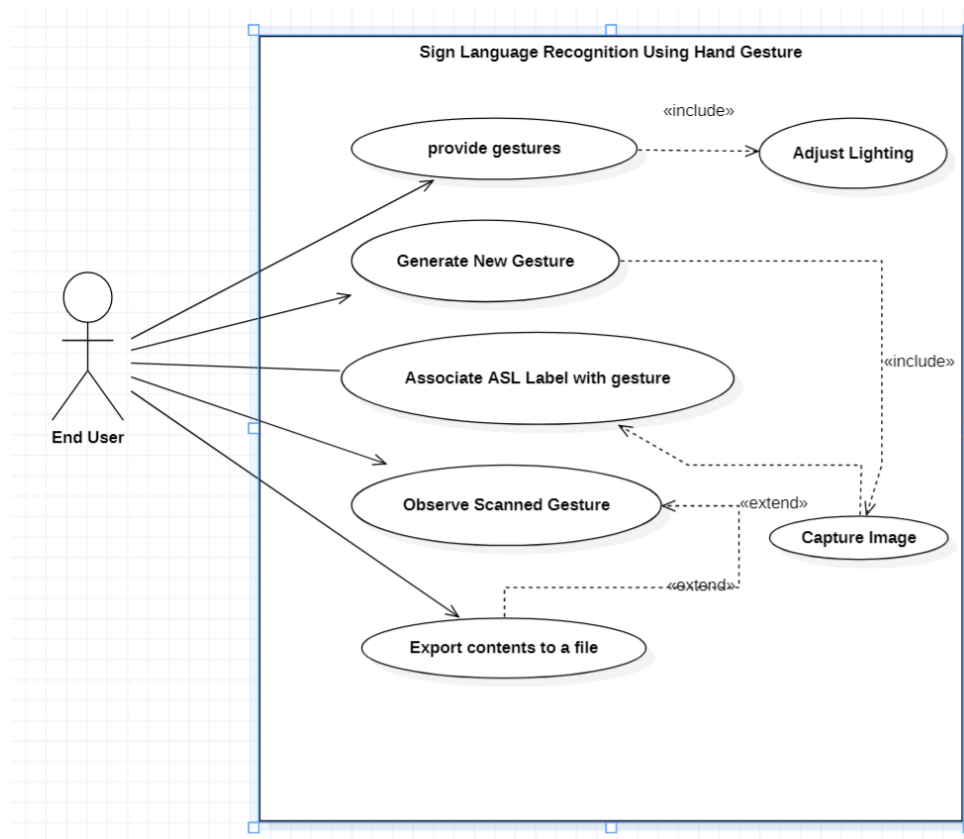 Sign Language Recognition Using Hand Gesture
«include»
provide gestures
Adjust Lighting
Generate New Gesture
«include»
Associate ASL Label with gesture
End User
Observe Scanned Gesture
«extend»
Capture Image
«extend»
Export contents to a file